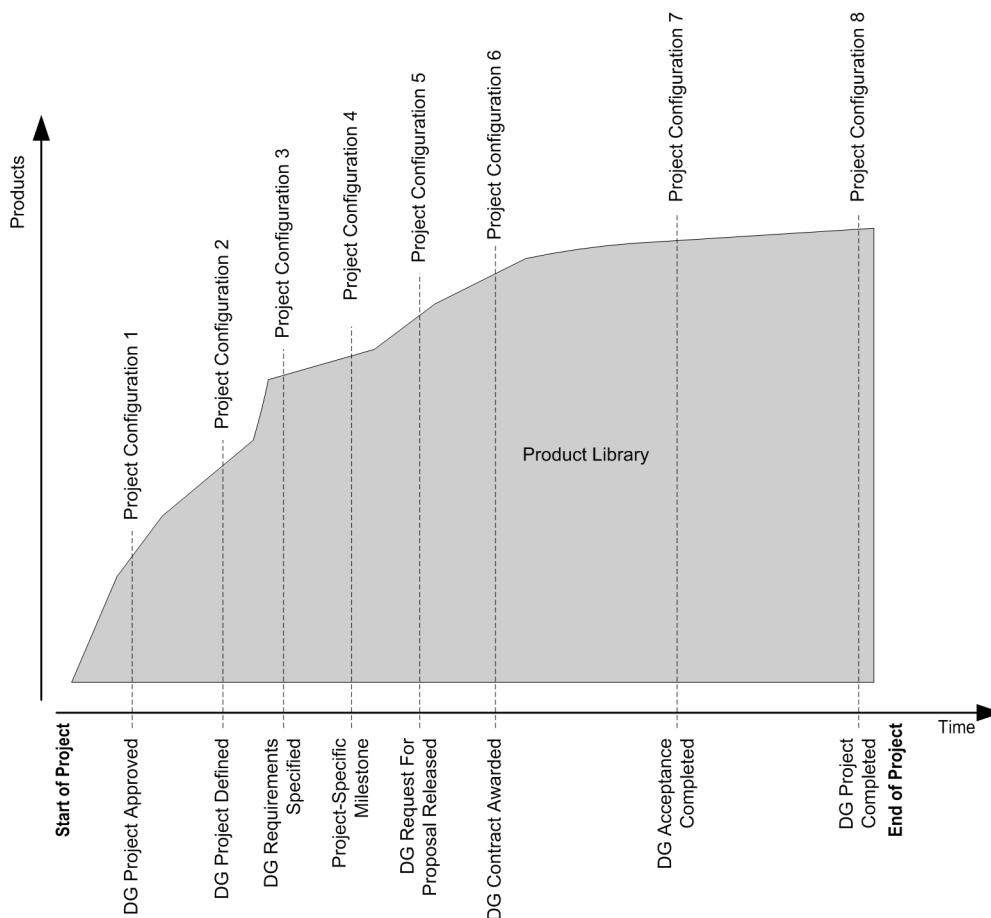 Products
Project Configuration 1
Project Configuration 2
Project Configuration 3
Project Configuration 4
Project Configuration 5
Project Configuration 6
Project Configuration 7
Project Configuration 8
Product Library
Time
Start of Project
DG Project Approved
DG Project Defined
DG Requirements
Specified
Project-Specific
Milestone
DG Request For
Proposal Released
DG Contract Awarded
DG Acceptance
Completed
DG Project
Completed
End of Project